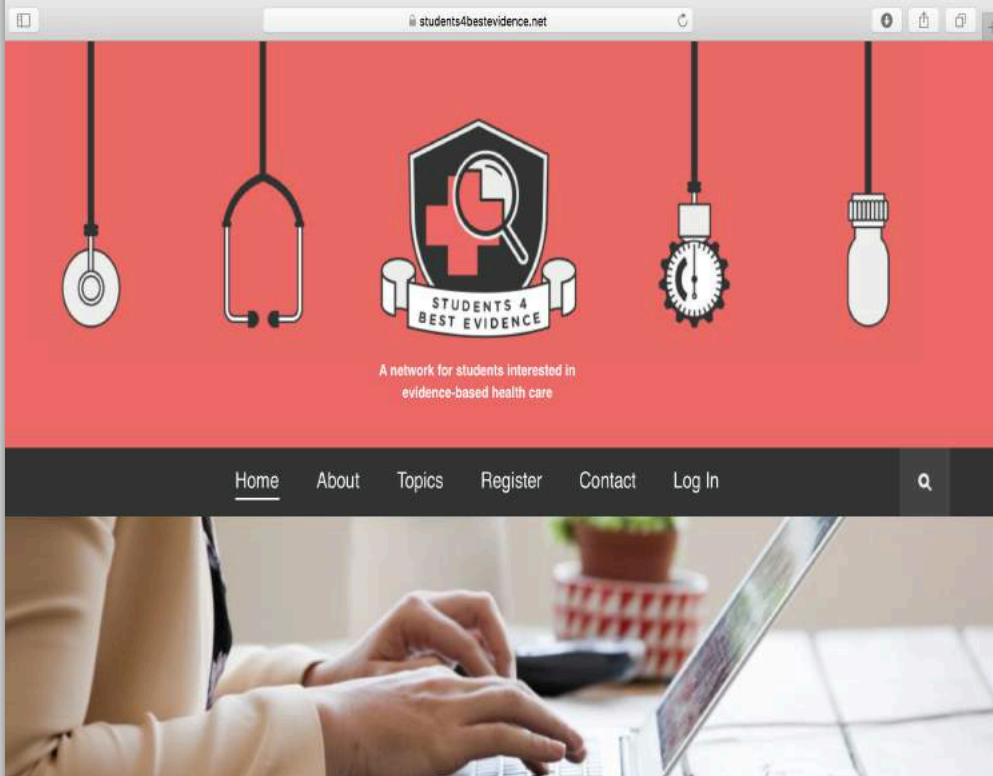 students4bestevidence.net
STUDENTS 4
BEST EVIDENCE
A network for students interested in
evidence-based health care
Home About Topics Register Contact Log In